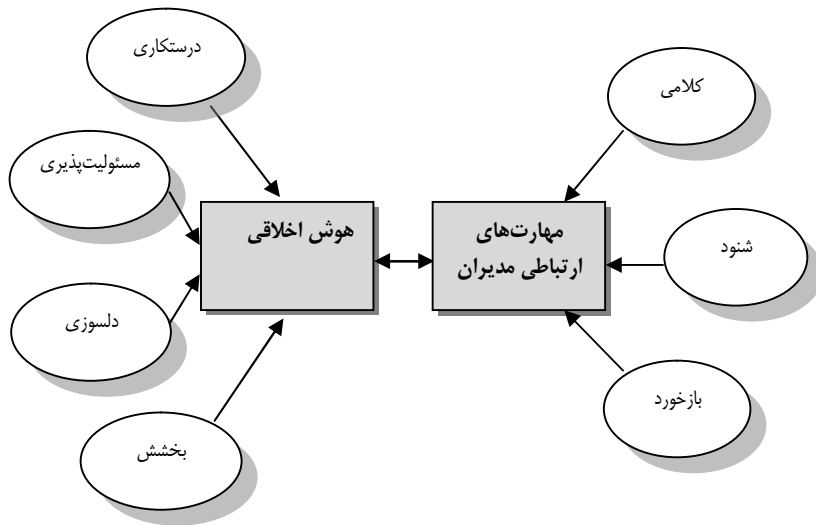 درستکاری
کلامی
مسئولیت‌پذیری
هوش اخلاقی
مهارت‌های
ارتباطی مدیران
شنود
دلسوزی
بازخورد
بخشش